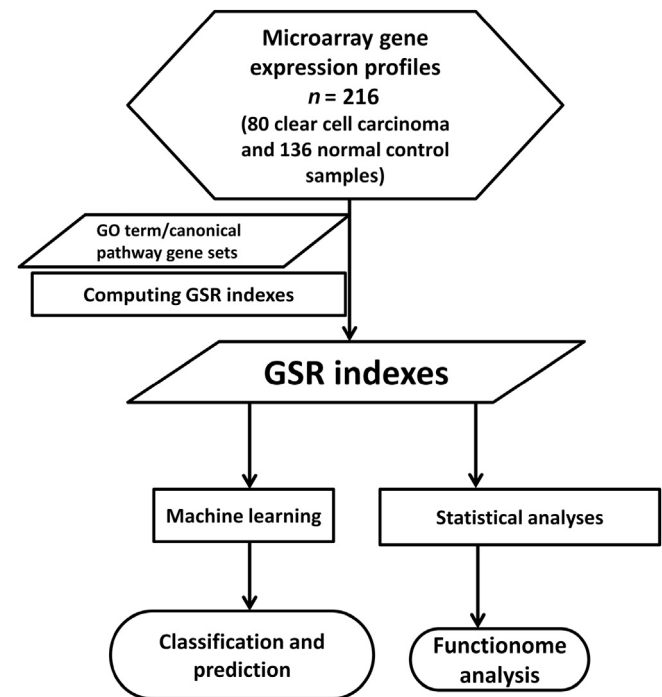 Microarray gene
expression profiles
n = 216
(80 clear cell carcinoma
and 136 normal control
samples)
GO term/canonical
pathway gene sets
Computing GSR indexes
GSR indexes
Machine learning
Statistical analyses
Classification and
prediction
Functionome
analysis